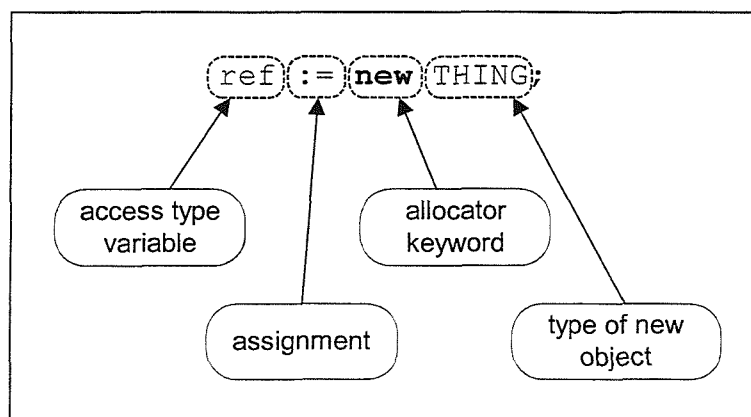 ref := new THING;
access type
variable
allocator
keyword
assignment
type of new
object